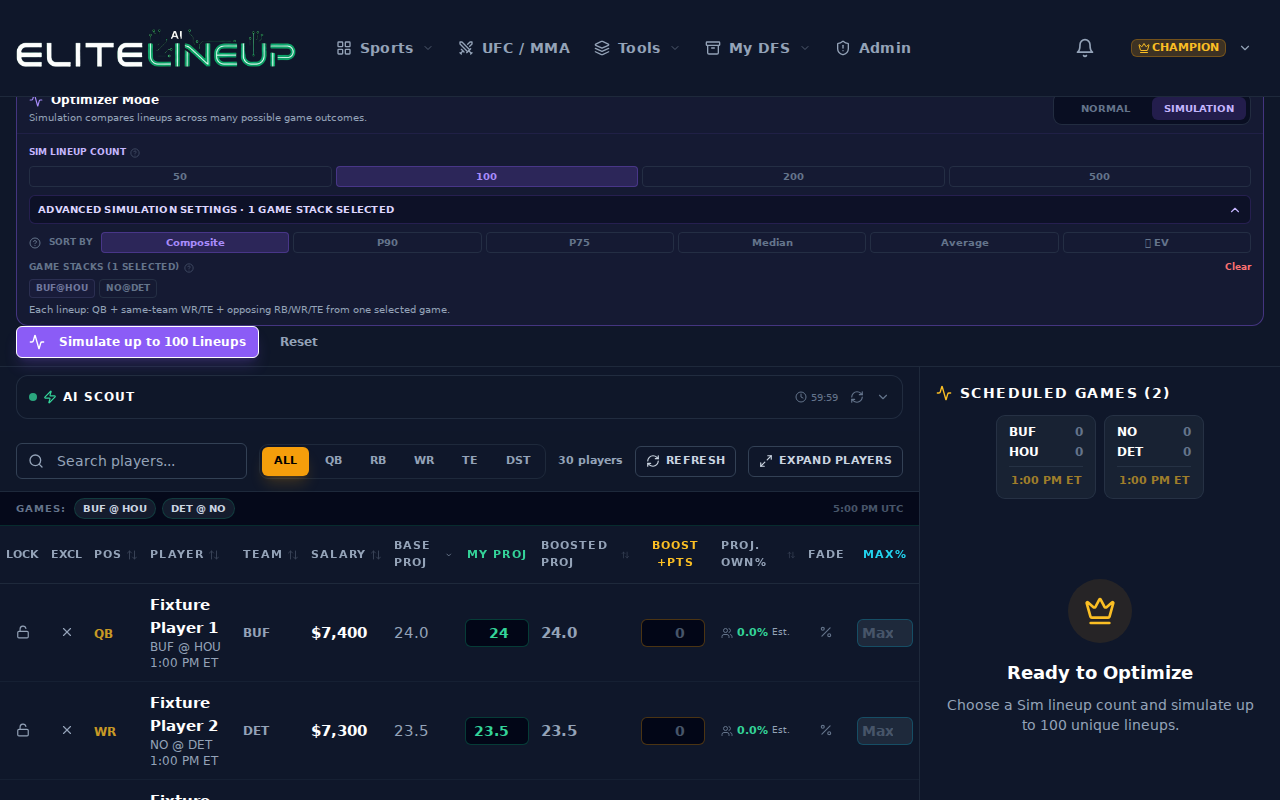 ELITELINEUP AI
Sports UFC / MMA Tools My DFS Admin CHAMPION
Optimizer Mode
Simulation compares lineups across many possible game outcomes.
NORMAL SIMULATION
SIM LINEUP COUNT
50 100 200 500
ADVANCED SIMULATION SETTINGS · 1 GAME STACK SELECTED
SORT BY Composite P90 P75 Median Average EV
GAME STACKS (1 SELECTED) Clear
BUF@HOU NO@DET
Each lineup: QB + same-team WR/TE + opposing RB/WR/TE from one selected game.
Simulate up to 100 Lineups Reset
AI SCOUT 59:59
Search players... ALL QB RB WR TE DST 30 players REFRESH EXPAND PLAYERS
GAMES: BUF @ HOU DET @ NO 5:00 PM UTC
LOCK EXCL POS PLAYER TEAM SALARY BASE PROJ MY PROJ BOOSTED PROJ BOOST +PTS PROJ. OWN% FADE MAX%
QB Fixture Player 1 BUF $7,400 24.0 24 24.0 0 0.0% Est. % Max
BUF @ HOU
1:00 PM ET
WR Fixture Player 2 DET $7,300 23.5 23.5 23.5 0 0.0% Est. % Max
NO @ DET
1:00 PM ET
Fixture
SCHEDULED GAMES (2)
BUF 0
HOU 0
1:00 PM ET
NO 0
DET 0
1:00 PM ET
Ready to Optimize
Choose a Sim lineup count and simulate up
to 100 unique lineups.